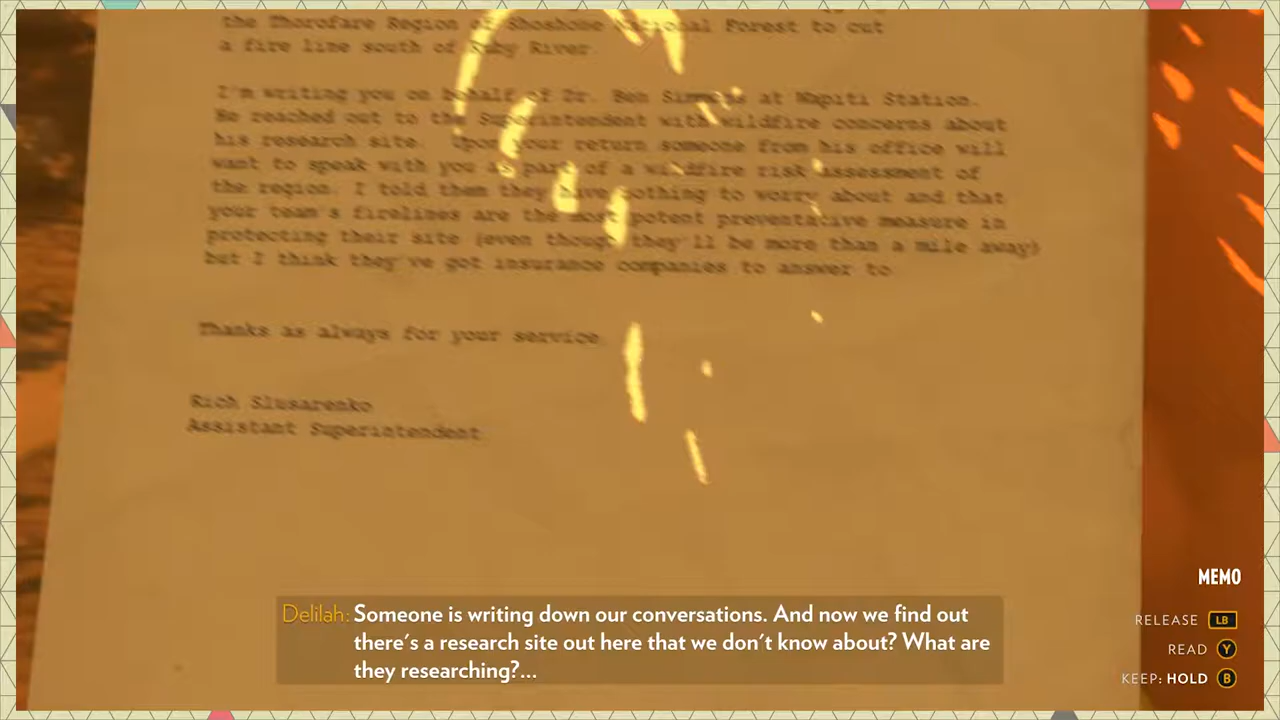 the Thorofare Region of Shoshone National Forest to cut
a fire line south of Ruby River.
I'm writing you on behalf of Dr. Ben Simmons at Wapiti Station.
He reached out to the Superintendent with wildfire concerns about
his research site. Upon your return someone from his office will
want to speak with you as part of a wildfire risk assessment of
the region. I told them they have nothing to worry about and that
your team's firelines are the most potent preventative measure in
protecting their site (even though they'll be more than a mile away)
but I think they've got insurance companies to answer to.
Thanks as always for your service.
Rich Slusarenko
Assistant Superintendent
MEMO
RELEASE LB
READ Y
KEEP: HOLD B
Delilah: Someone is writing down our conversations. And now we find out
there's a research site out here that we don't know about? What are
they researching?...